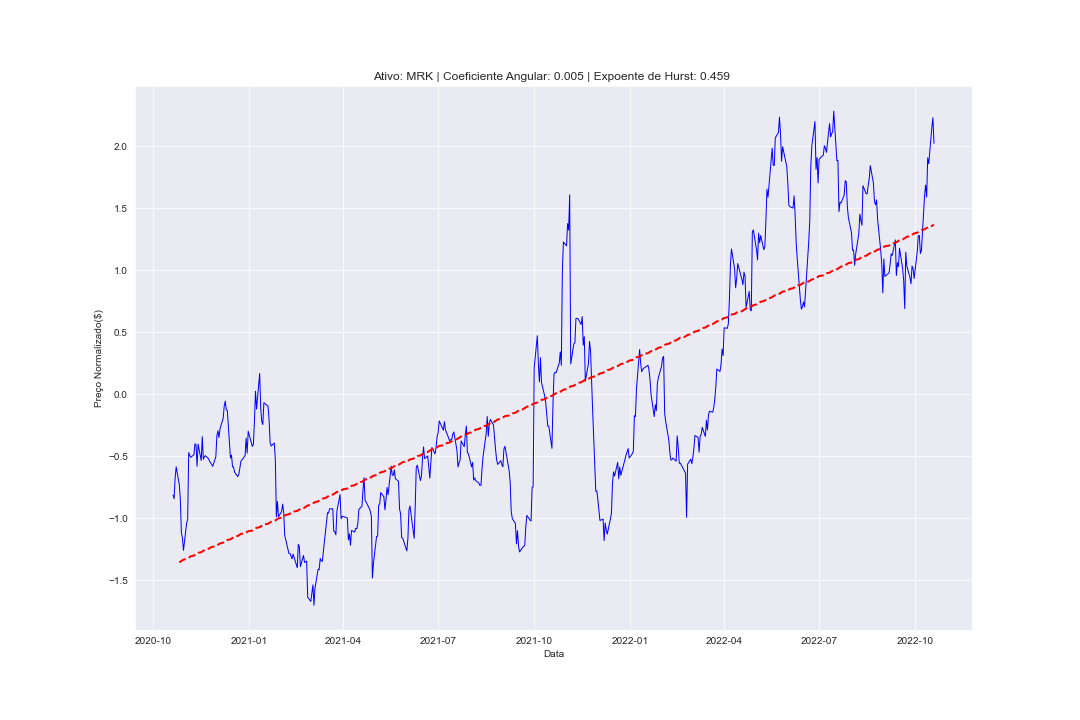 Ativo: MRK | Coeficiente Angular: 0.005 | Expoente de Hurst: 0.459
Preço Normalizado($)
2.0
1.5
1.0
0.5
0.0
−0.5
−1.0
−1.5
2020-10 2021-01 2021-04 2021-07 2021-10 2022-01 2022-04 2022-07 2022-10
Data